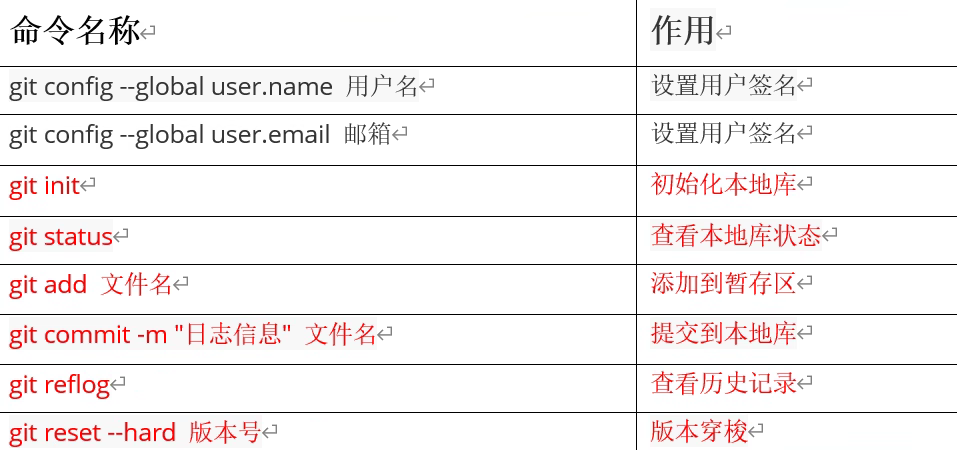 命令名称 作用
git config --global user.name 用户名 设置用户签名
git config --global user.email 邮箱 设置用户签名
git init 初始化本地库
git status 查看本地库状态
git add 文件名 添加到暂存区
git commit -m "日志信息" 文件名 提交到本地库
git reflog 查看历史记录
git reset --hard 版本号 版本穿梭